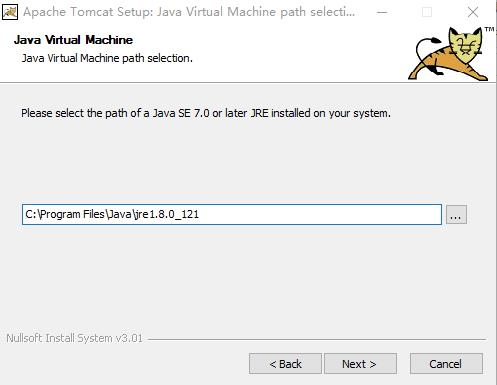 Apache Tomcat Setup: Java Virtual Machine path selecti...
Java Virtual Machine
Java Virtual Machine path selection.
TM
Please select the path of a Java SE 7.0 or later JRE installed on your system.
C:\Program Files\Java\jre1.8.0_121
...
Nullsoft Install System v3.01
< Back
Next >
Cancel